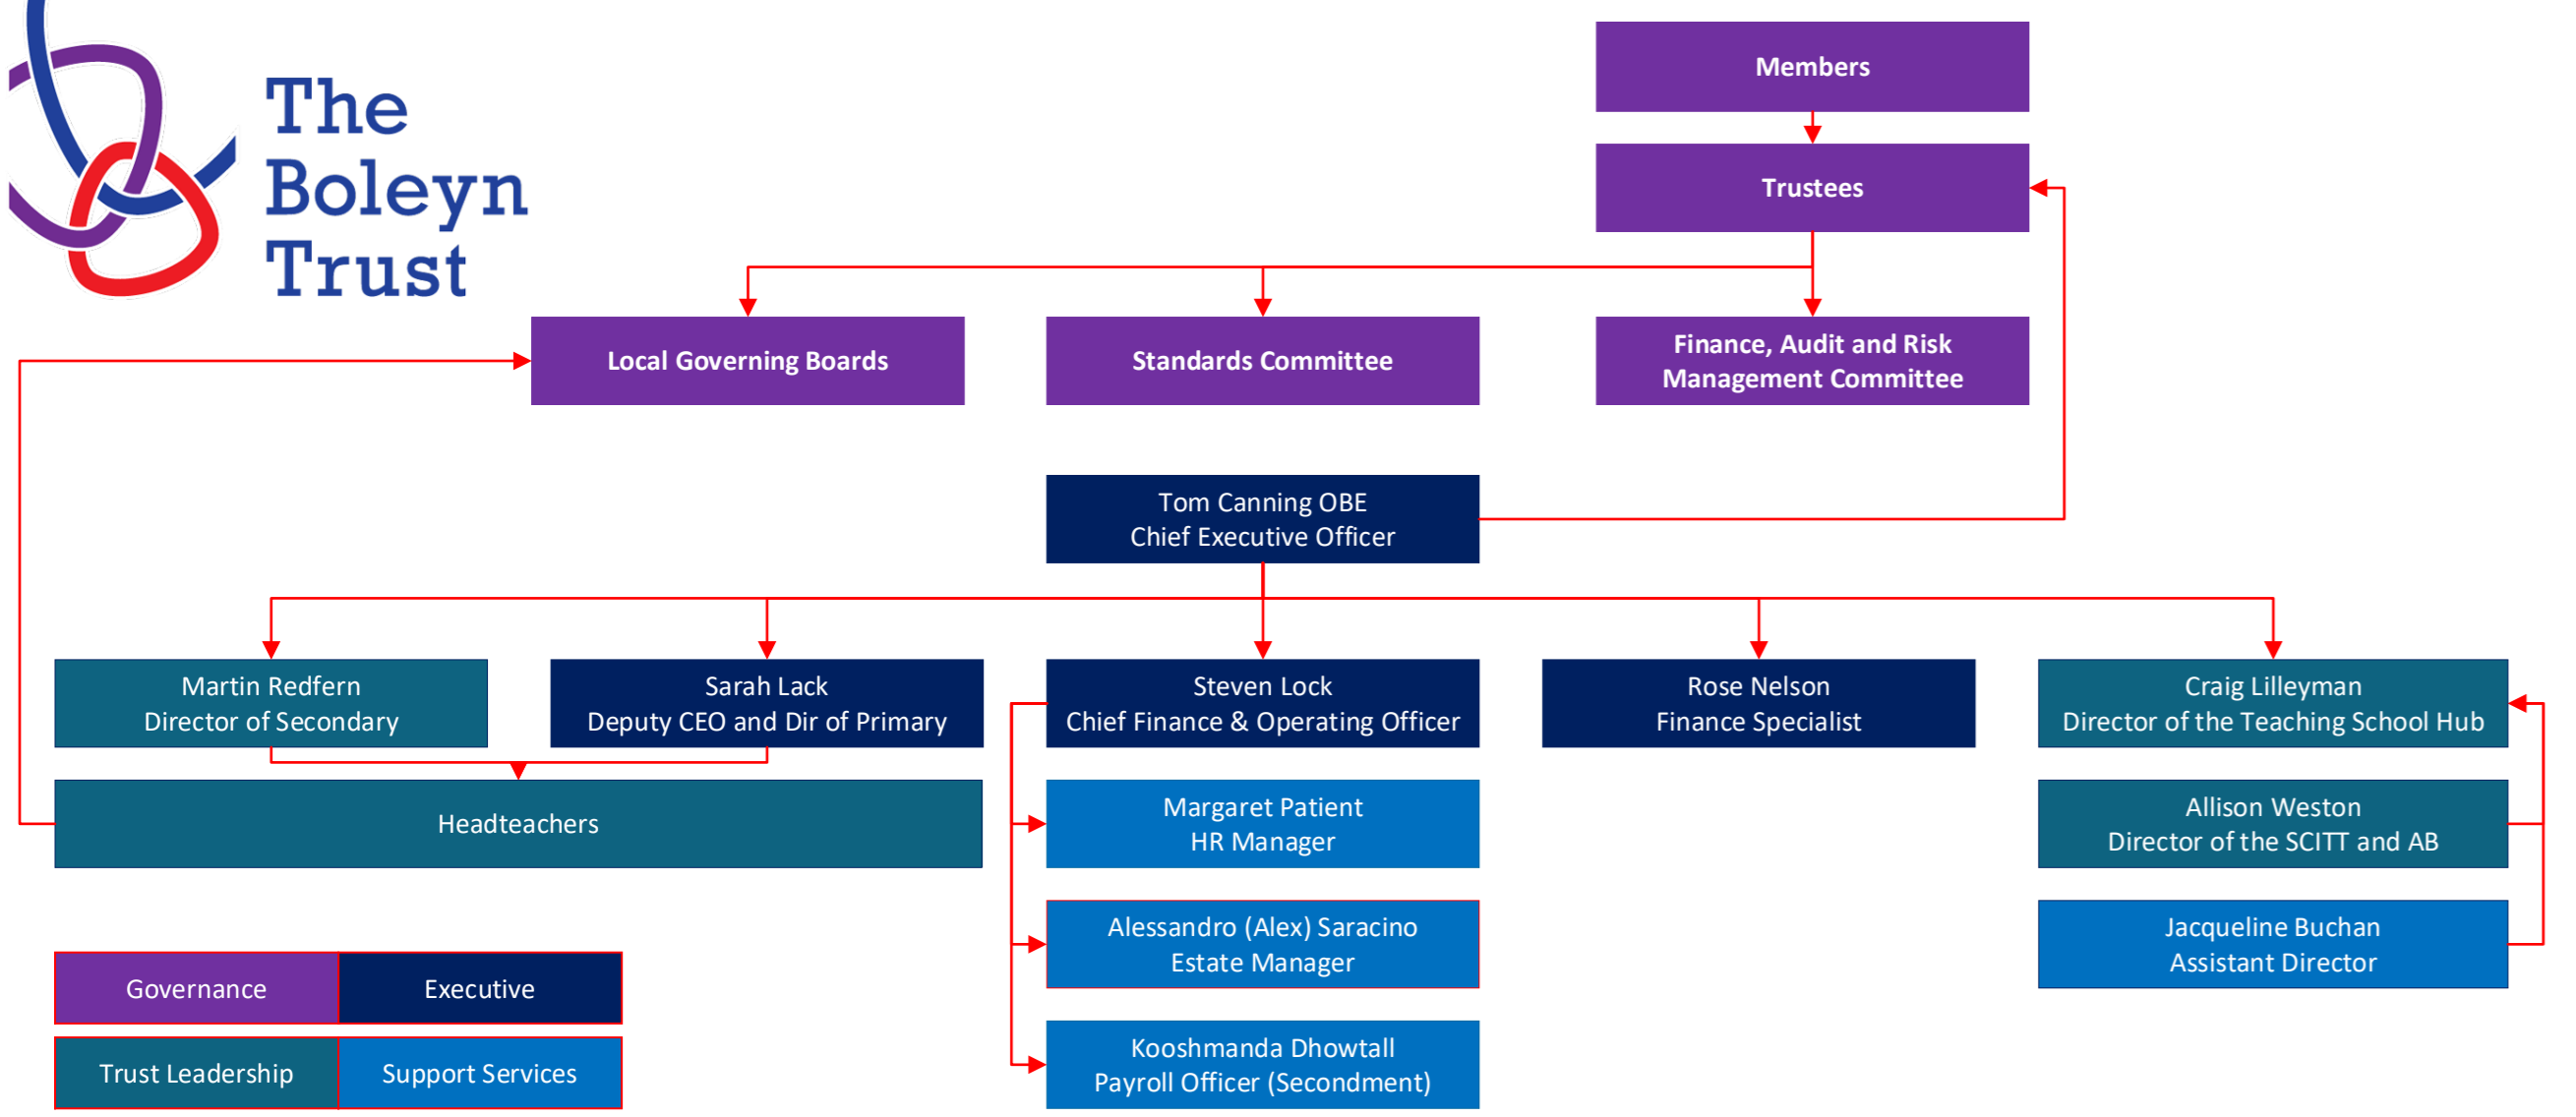 The
Boleyn
Trust
Members
Trustees
Local Governing Boards
Standards Committee
Finance, Audit and Risk
Management Committee
Tom Canning OBE
Chief Executive Officer
Martin Redfern
Director of Secondary
Sarah Lack
Deputy CEO and Dir of Primary
Steven Lock
Chief Finance & Operating Officer
Rose Nelson
Finance Specialist
Craig Lilleyman
Director of the Teaching School Hub
Headteachers
Margaret Patient
HR Manager
Allison Weston
Director of the SCITT and AB
Alessandro (Alex) Saracino
Estate Manager
Jacqueline Buchan
Assistant Director
Kooshmanda Dhowtall
Payroll Officer (Secondment)
Governance
Executive
Trust Leadership
Support Services